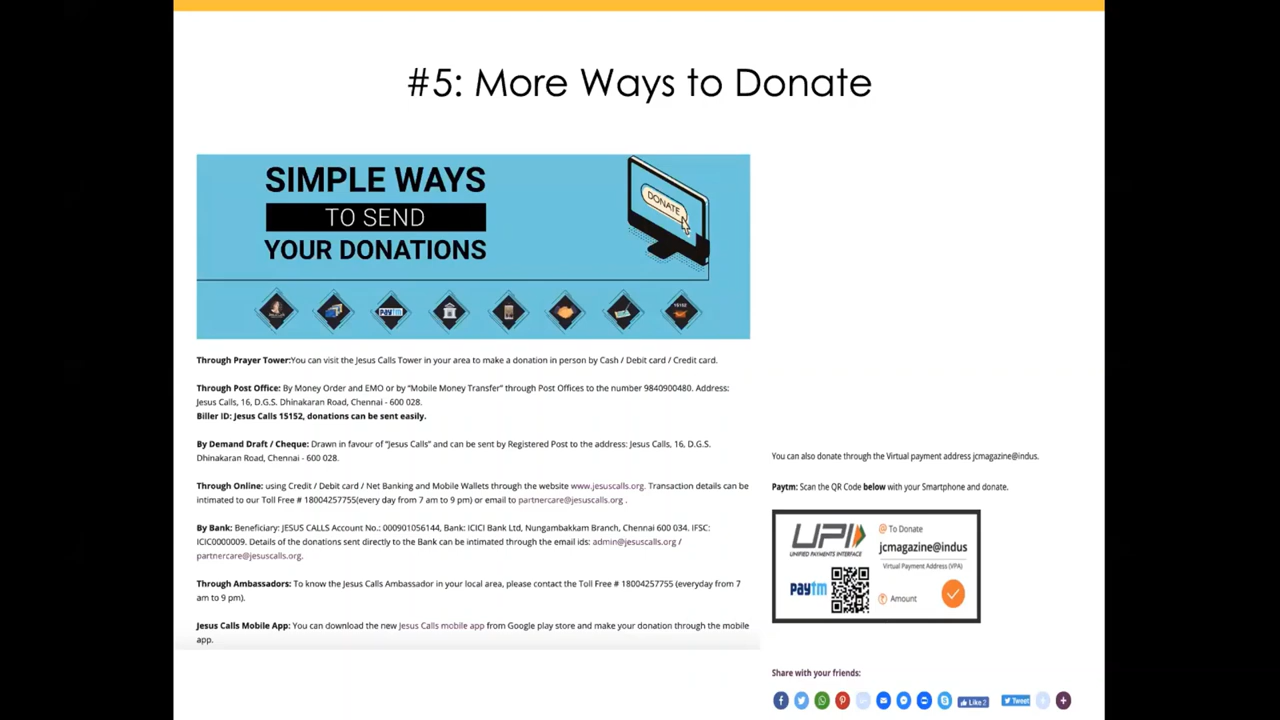 #5: More Ways to Donate
SIMPLE WAYS
TO SEND
YOUR DONATIONS
DONATE
PAYTM
15152
Through Prayer Tower:You can visit the Jesus Calls Tower in your area to make a donation in person by Cash / Debit card / Credit card.
Through Post Office: By Money Order and EMO or by “Mobile Money Transfer” through Post Offices to the number 9840900480. Address:
Jesus Calls, 16, D.G.S. Dhinakaran Road, Chennai - 600 028.
Biller ID: Jesus Calls 15152, donations can be sent easily.
By Demand Draft / Cheque: Drawn in favour of “Jesus Calls” and can be sent by Registered Post to the address: Jesus Calls, 16, D.G.S.
Dhinakaran Road, Chennai - 600 028.
Through Online: using Credit / Debit card / Net Banking and Mobile Wallets through the website www.jesuscalls.org. Transaction details can be
intimated to our Toll Free # 18004257755(every day from 7 am to 9 pm) or email to partnercare@jesuscalls.org .
By Bank: Beneficiary: JESUS CALLS Account No.: 000901056144, Bank: ICICI Bank Ltd, Nungambakkam Branch, Chennai 600 034. IFSC:
ICIC0000009. Details of the donations sent directly to the Bank can be intimated through the email ids: admin@jesuscalls.org /
partnercare@jesuscalls.org.
Through Ambassadors: To know the Jesus Calls Ambassador in your local area, please contact the Toll Free # 18004257755 (everyday from 7
am to 9 pm).
Jesus Calls Mobile App: You can download the new Jesus Calls mobile app from Google play store and make your donation through the mobile
app.
You can also donate through the Virtual payment address jcmagazine@indus.
Paytm: Scan the QR Code below with your Smartphone and donate.
UPI
UNIFIED PAYMENTS INTERFACE
@ To Donate
jcmagazine@indus
Virtual Payment Address (VPA)
paytm
Amount
Share with your friends:
Like 2
Tweet